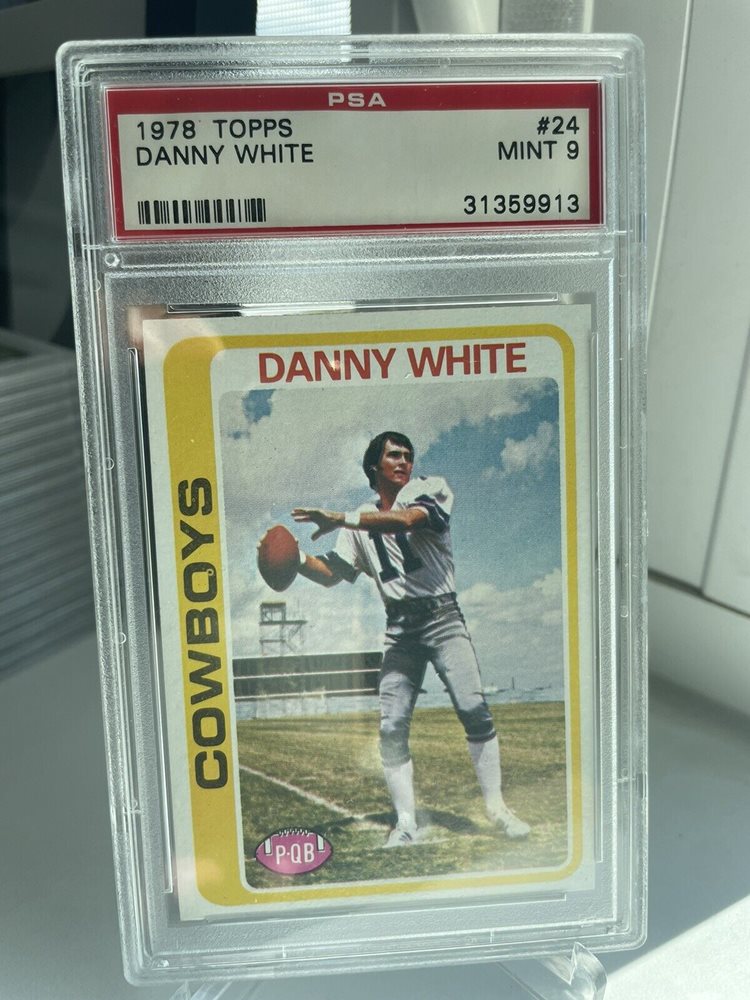 PSA
1978 TOPPS #24
DANNY WHITE MINT 9
31359913
DANNY WHITE
COWBOYS
11
P-QB